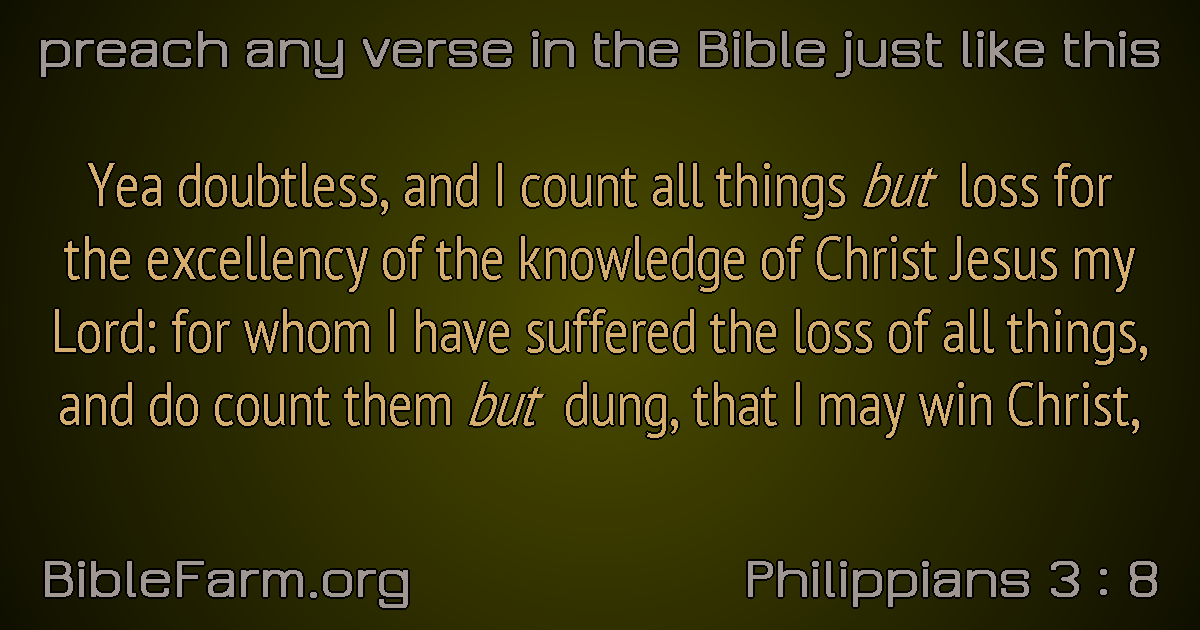 preach any verse in the Bible just like this
Yea doubtless, and I count all things but loss for
the excellency of the knowledge of Christ Jesus my
Lord: for whom I have suffered the loss of all things,
and do count them but dung, that I may win Christ,
BibleFarm.org
Philippians 3 : 8